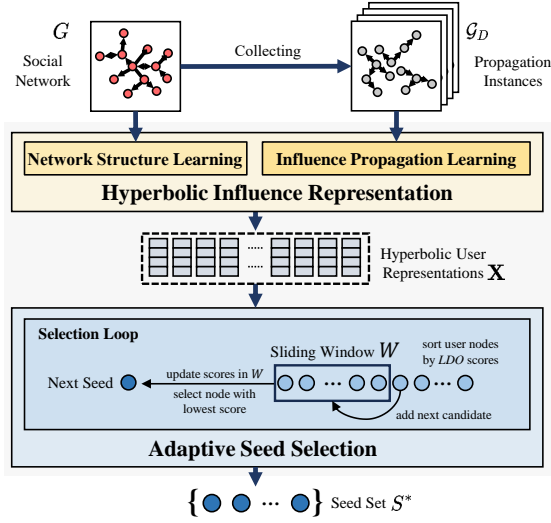 G
Social
Network
Collecting
𝒢_D
Propagation
Instances
Network Structure Learning
Influence Propagation Learning
Hyperbolic Influence Representation
.....
.....
Hyperbolic User
Representations X
Selection Loop
Sliding Window W
sort user nodes
by LDO scores
Next Seed
update scores in W
select node with
lowest score
...
...
add next candidate
Adaptive Seed Selection
{ ... } Seed Set S*